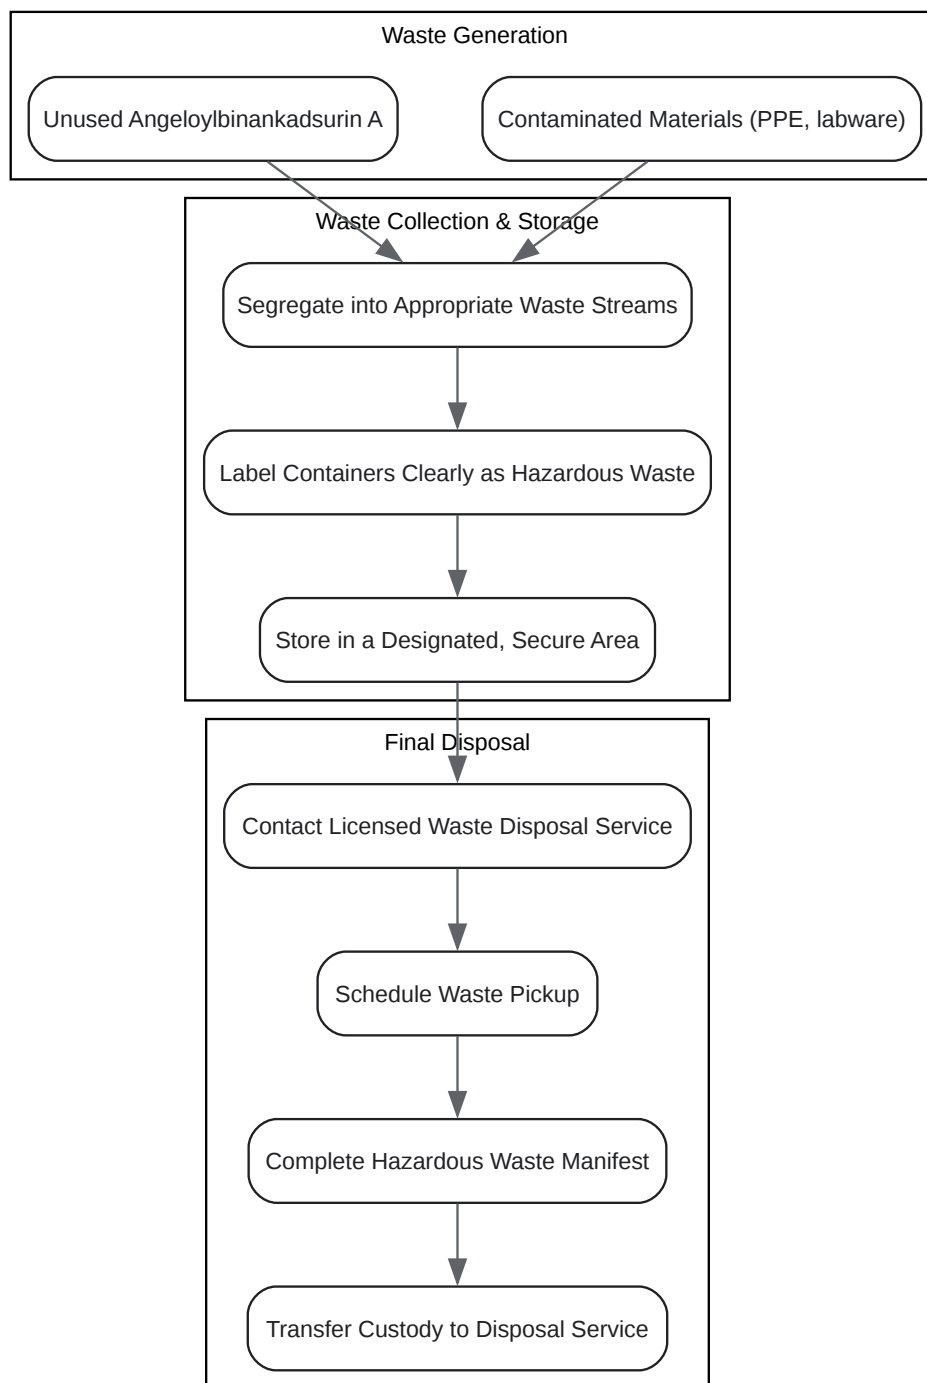 Waste Generation
Unused Angeloylbinankadsurin A
Contaminated Materials (PPE, labware)
Waste Collection & Storage
Segregate into Appropriate Waste Streams
Label Containers Clearly as Hazardous Waste
Store in a Designated, Secure Area
Final Disposal
Contact Licensed Waste Disposal Service
Schedule Waste Pickup
Complete Hazardous Waste Manifest
Transfer Custody to Disposal Service